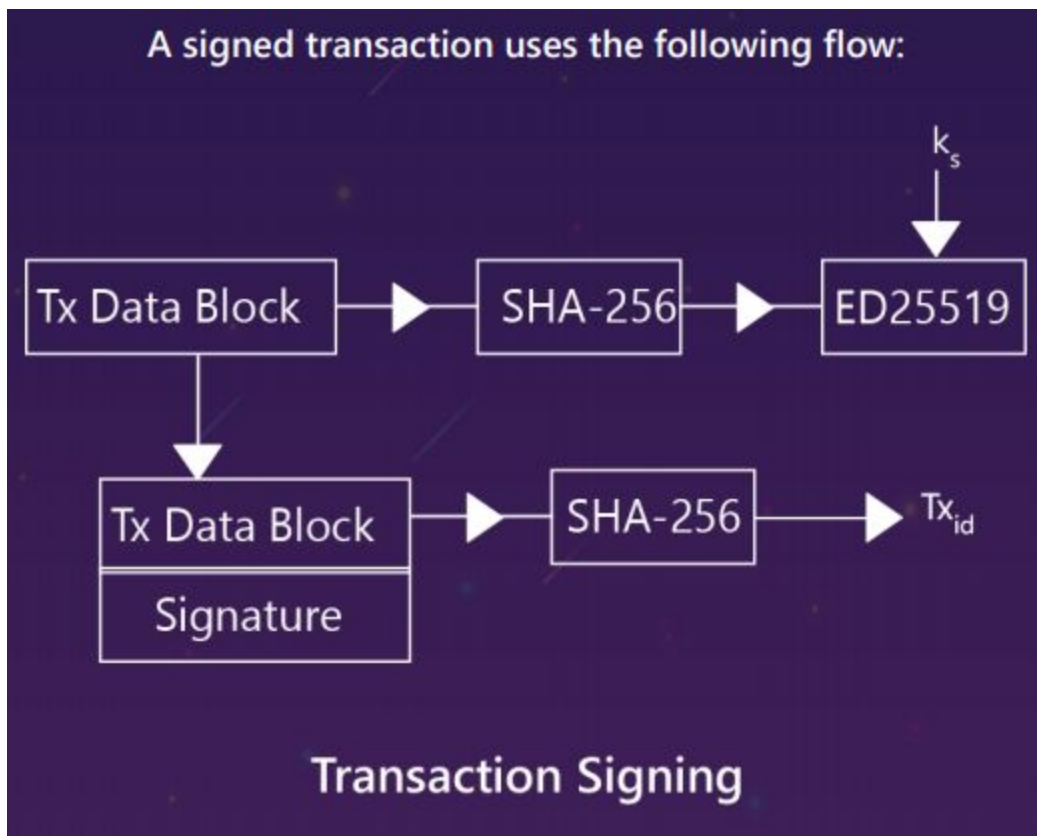 A signed transaction uses the following flow:
kₛ
Tx Data Block
SHA-256
ED25519
Tx Data Block
SHA-256
Txid
Signature
Transaction Signing